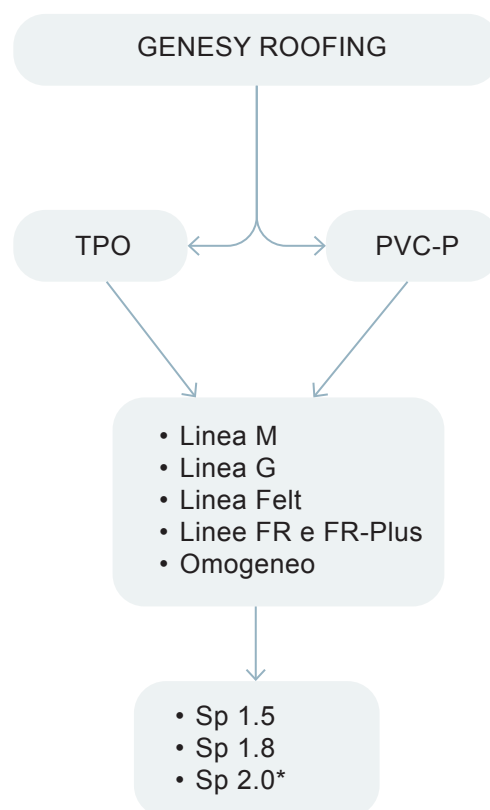 GENESY ROOFING
TPO
PVC-P
• Linea M
• Linea G
• Linea Felt
• Linee FR e FR-Plus
• Omogeneo
• Sp 1.5
• Sp 1.8
• Sp 2.0*